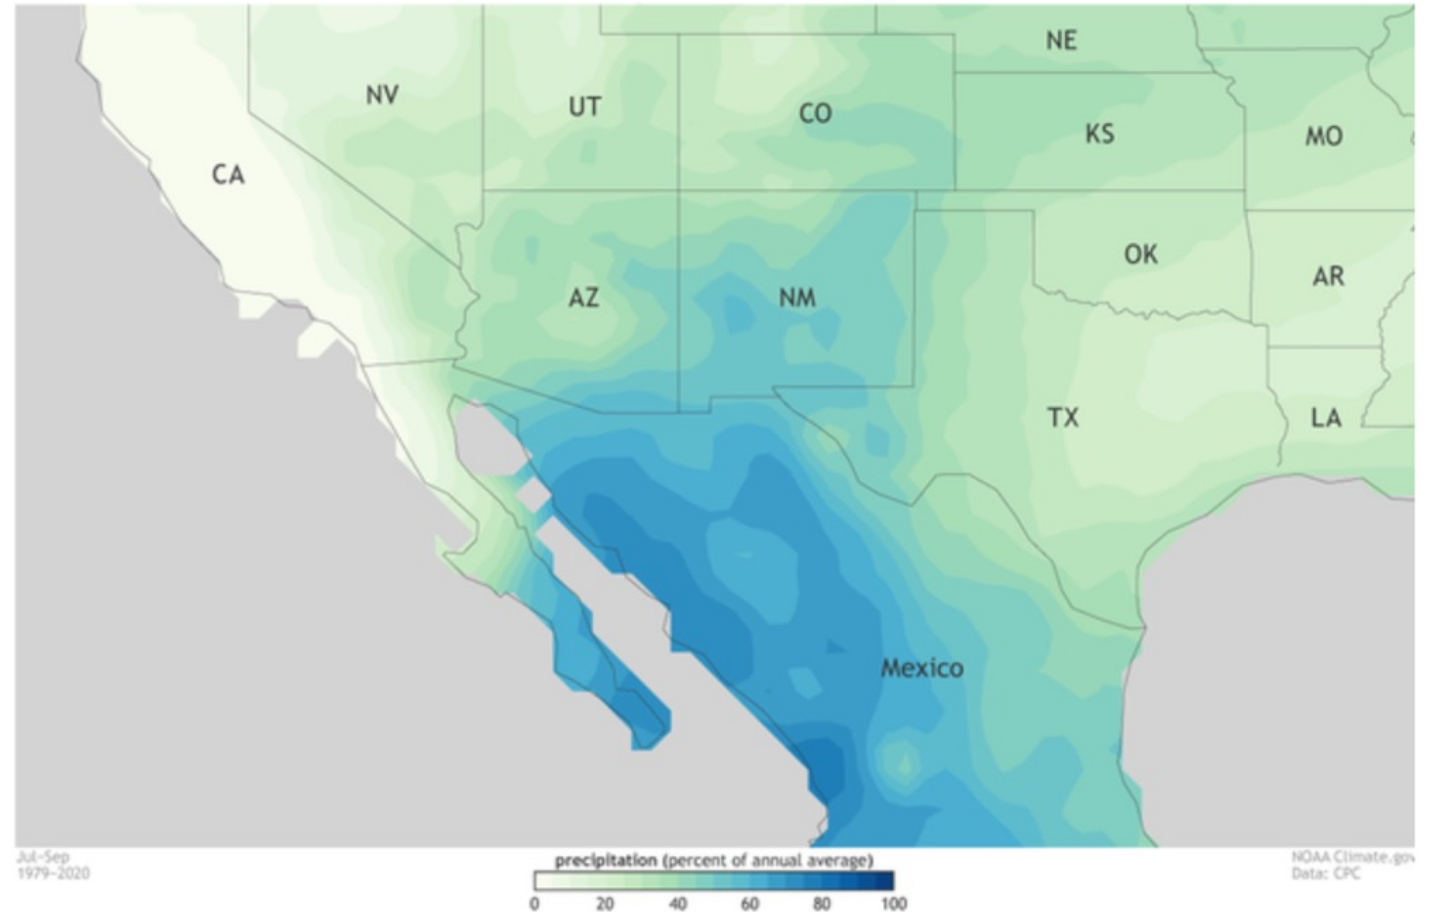 NE
NV
UT
CO
KS
MO
CA
OK
AR
AZ
NM
TX
LA
Mexico
Jul-Sep
1979-2020
precipitation (percent of annual average)
0 20 40 60 80 100
NOAA Climate.gov
Data: CPC